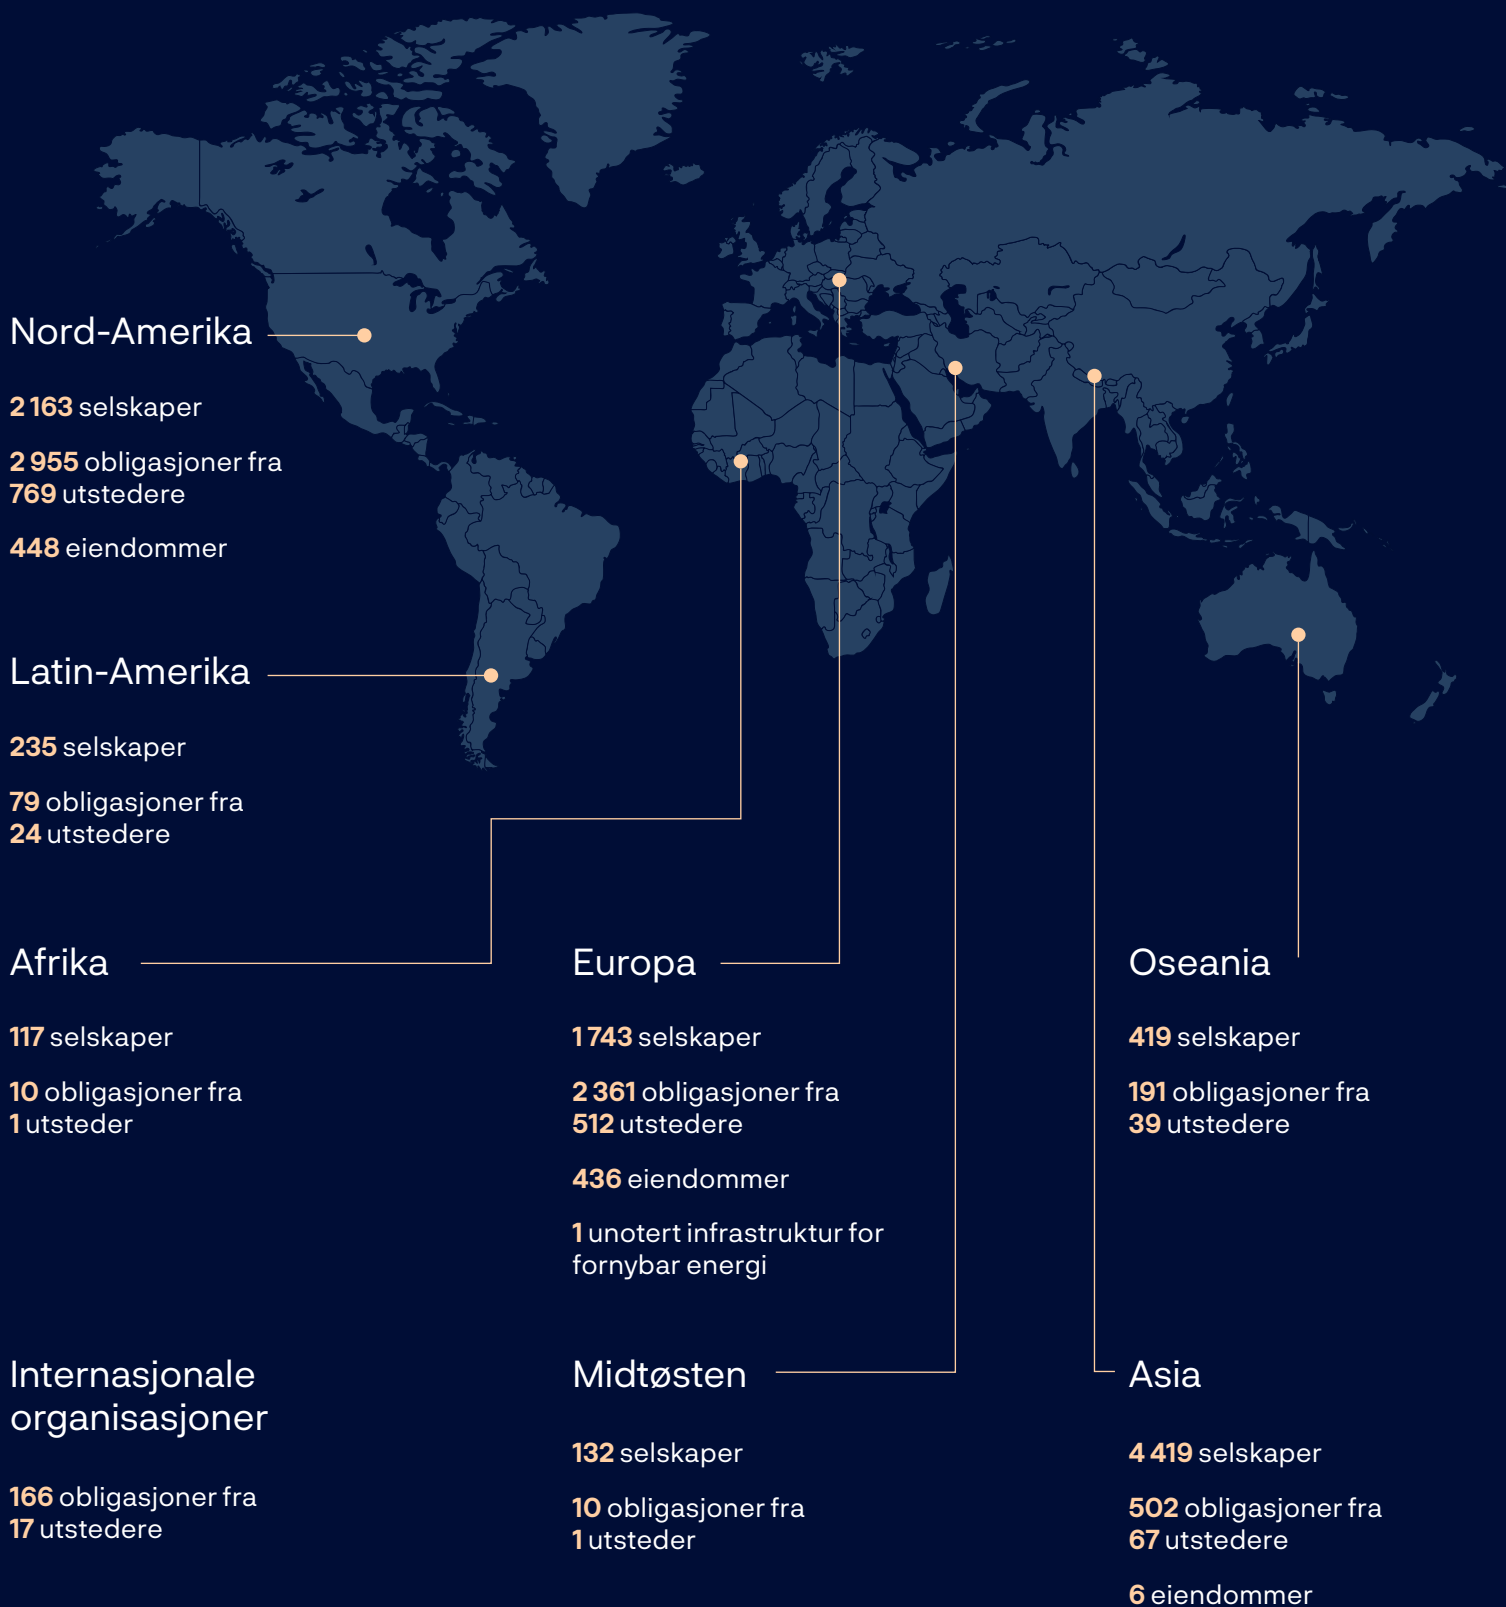 Nord-Amerika
2 163 selskaper
2 955 obligasjoner fra
769 utstedere
448 eiendommer
Latin-Amerika
235 selskaper
79 obligasjoner fra
24 utstedere
Afrika
117 selskaper
10 obligasjoner fra
1 utsteder
Europa
1 743 selskaper
2 361 obligasjoner fra
512 utstedere
436 eiendommer
1 unotert infrastruktur for
fornybar energi
Oseania
419 selskaper
191 obligasjoner fra
39 utstedere
Internasjonale
organisasjoner
166 obligasjoner fra
17 utstedere
Midtøsten
132 selskaper
10 obligasjoner fra
1 utsteder
Asia
4 419 selskaper
502 obligasjoner fra
67 utstedere
6 eiendommer